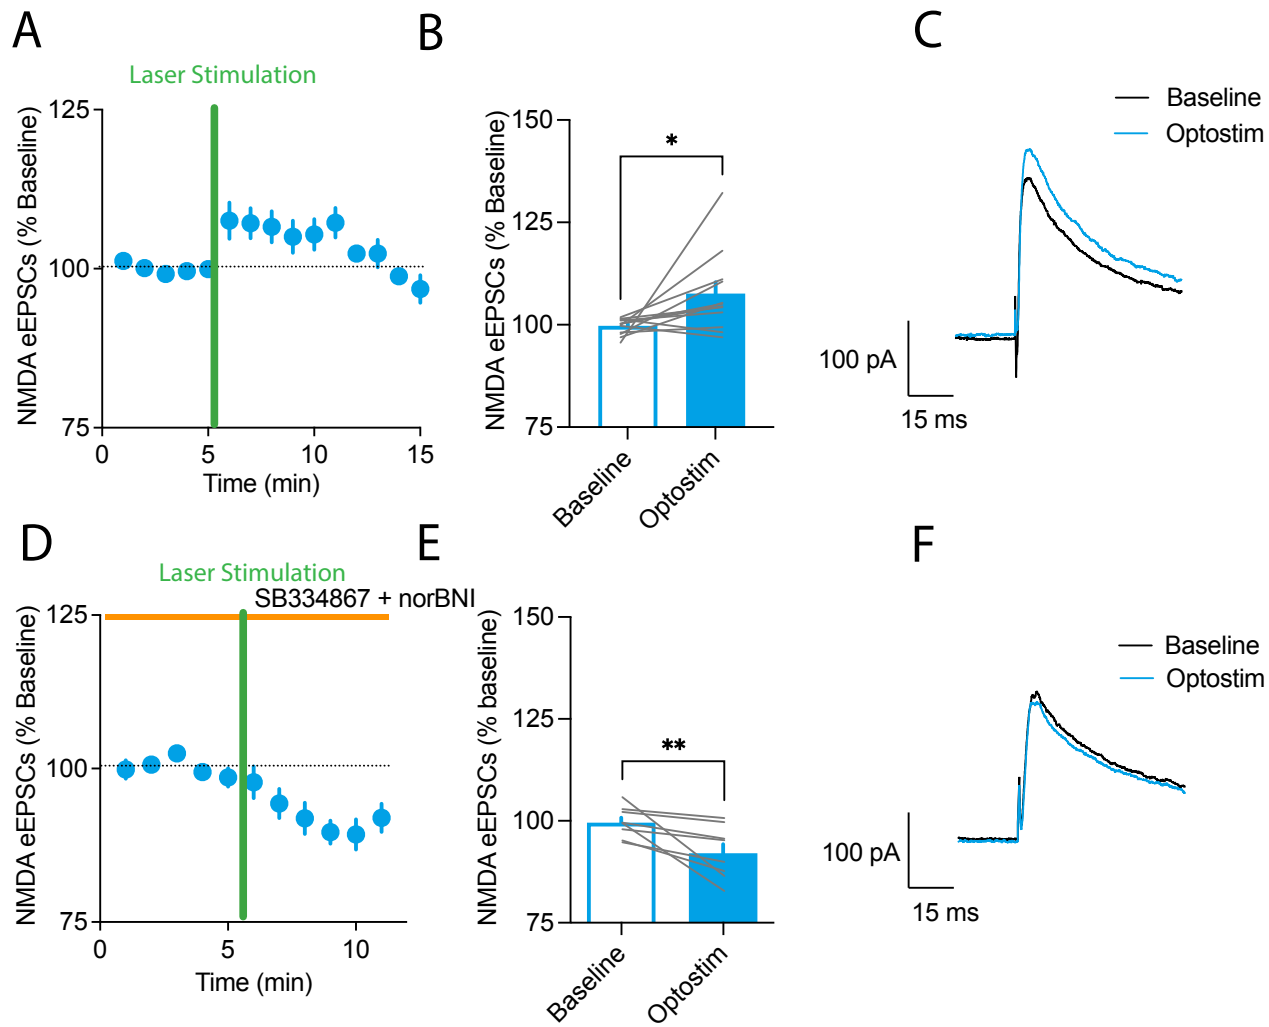 A
Laser Stimulation
NMDA eEPSCs (% Baseline)
125
100
75
0
5
10
15
Time (min)
B
NMDA eEPSCs (% Baseline)
150
125
100
75
*
Baseline
Optostim
C
Baseline
Optostim
100 pA
15 ms
D
Laser Stimulation
SB334867 + norBNI
NMDA eEPSCs (% Baseline)
125
100
75
0
5
10
Time (min)
E
NMDA eEPSCs (% baseline)
150
125
100
75
**
Baseline
Optostim
F
Baseline
Optostim
100 pA
15 ms